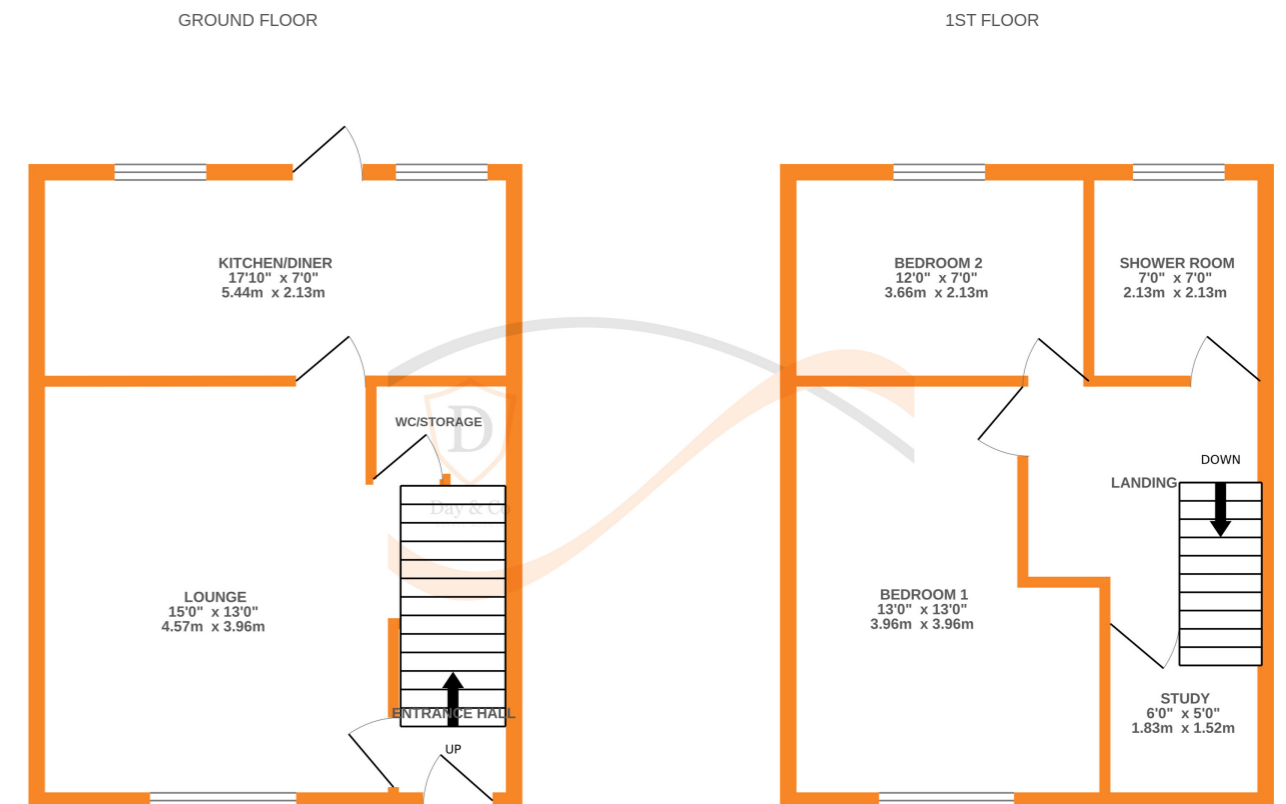 GROUND FLOOR
1ST FLOOR
KITCHEN/DINER
17'10" x 7'0"
5.44m x 2.13m
BEDROOM 2
12'0" x 7'0"
3.66m x 2.13m
SHOWER ROOM
7'0" x 7'0"
2.13m x 2.13m
WC/STORAGE
D
Day & Co
DOWN
LANDING
LOUNGE
15'0" x 13'0"
4.57m x 3.96m
BEDROOM 1
13'0" x 13'0"
3.96m x 3.96m
ENTRANCE HALL
UP
STUDY
6'0" x 5'0"
1.83m x 1.52m